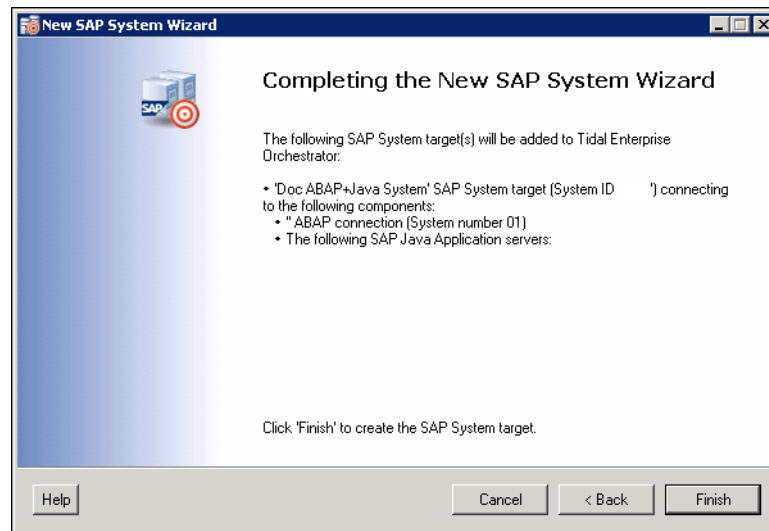 New SAP System Wizard
SAP
Completing the New SAP System Wizard
The following SAP System target(s) will be added to Tidal Enterprise
Orchestrator:
• 'Doc ABAP+Java System' SAP System target (System ID ') connecting
to the following components:
• '' ABAP connection (System number 01)
• The following SAP Java Application servers:
Click 'Finish' to create the SAP System target.
Help
Cancel
< Back
Finish